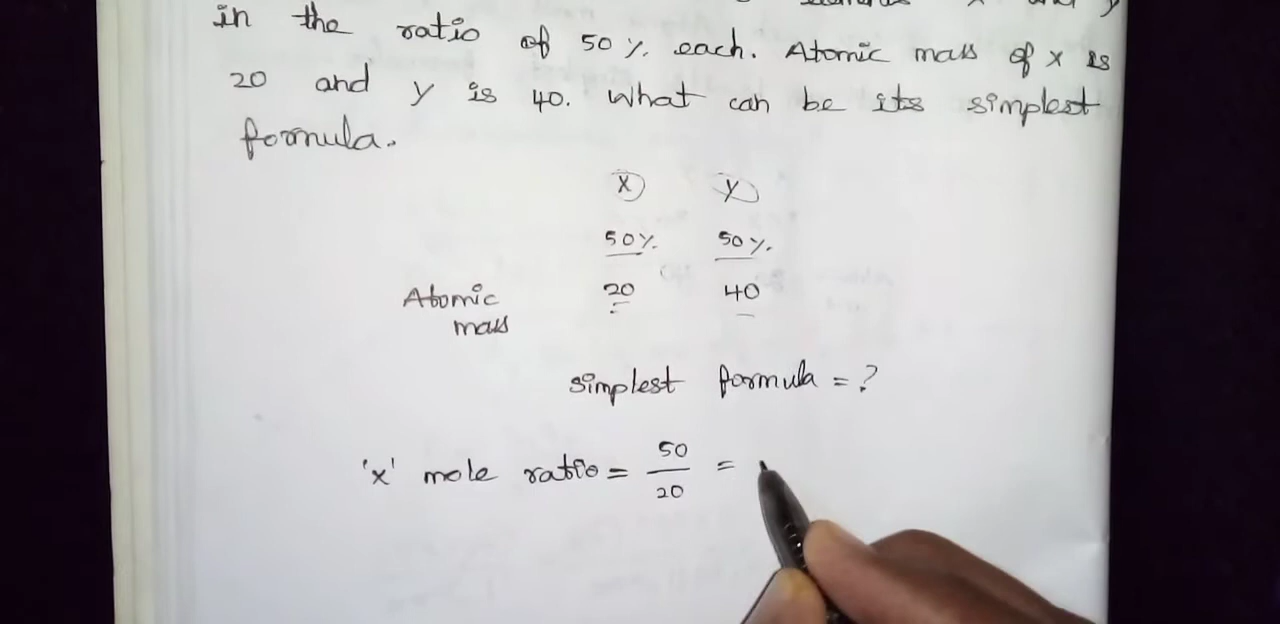 in the ratio of 50 %. each. Atomic mass of x is
20 and y is 40. What can be its simplest
formula.
x y
50%. 50%.
Atomic 20 40
mass
simplest formula = ?
'x' mole ratio = 50/20 =